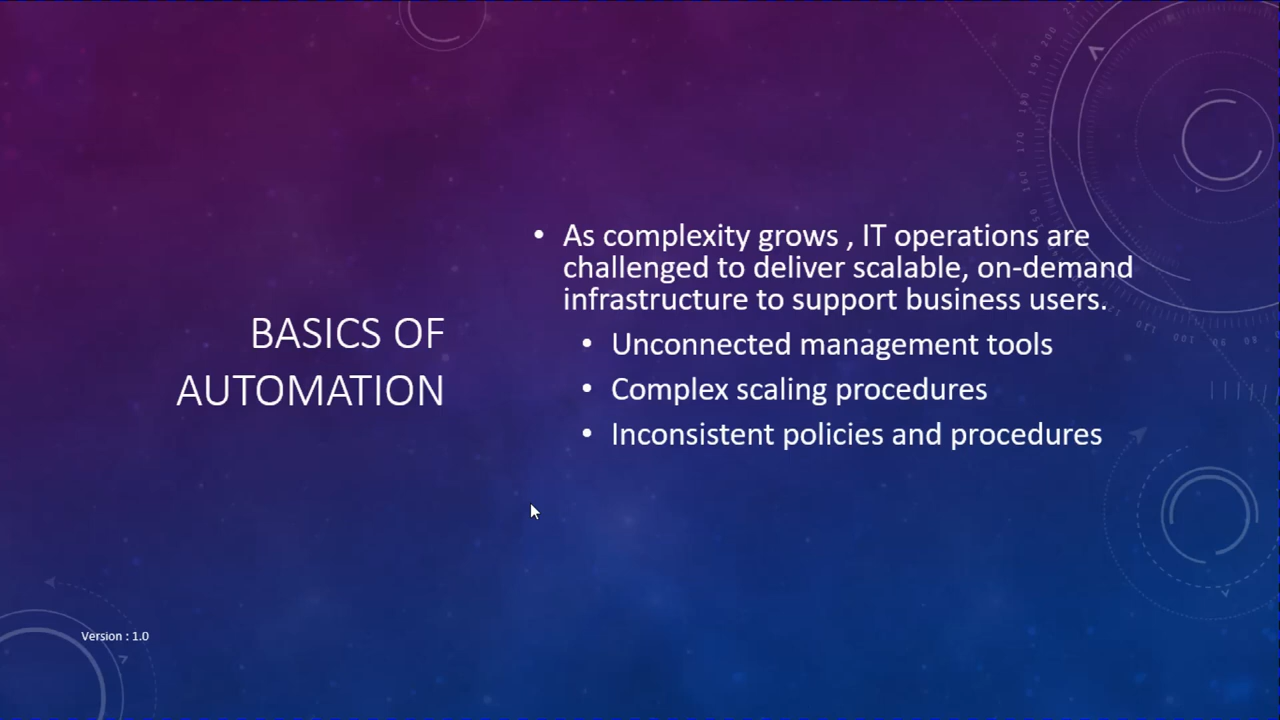 BASICS OF
AUTOMATION
• As complexity grows , IT operations are
challenged to deliver scalable, on-demand
infrastructure to support business users.
• Unconnected management tools
• Complex scaling procedures
• Inconsistent policies and procedures
Version : 1.0